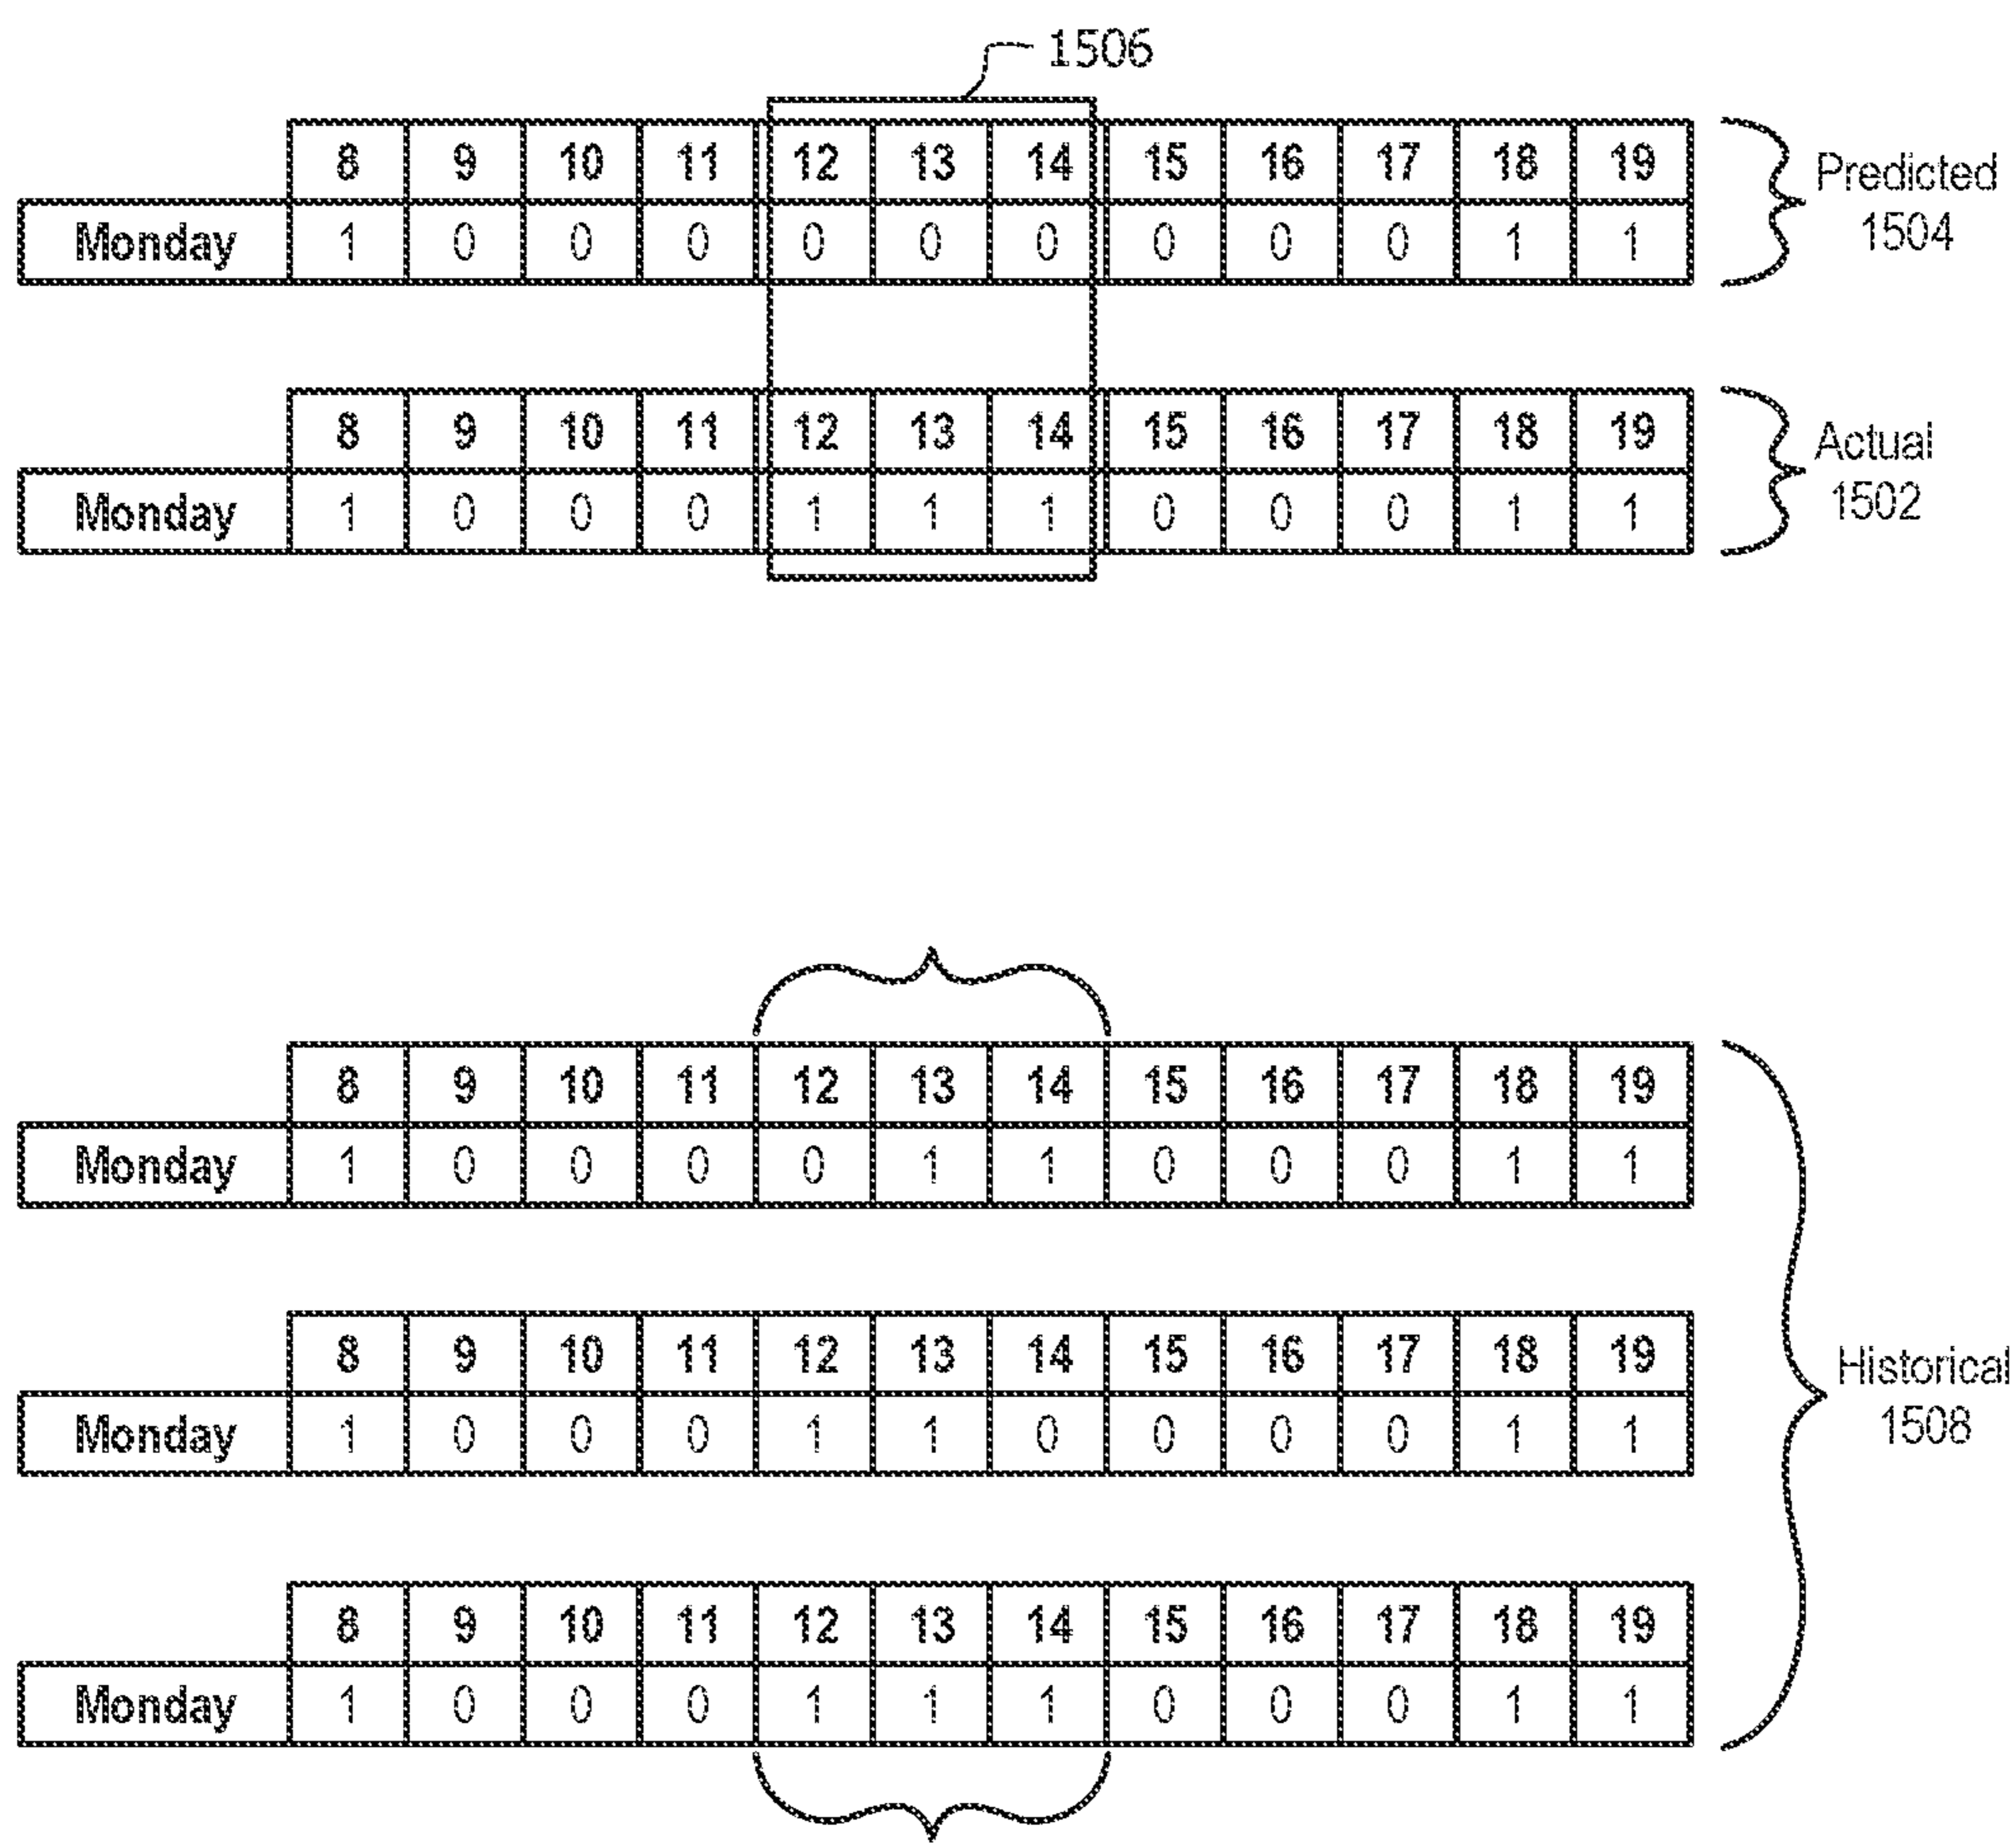 1506
8 9 10 11 12 13 14 15 16 17 18 19
Monday 1 0 0 0 0 0 0 0 0 0 1 1
Predicted
1504
8 9 10 11 12 13 14 15 16 17 18 19
Monday 1 0 0 0 1 1 1 0 0 0 1 1
Actual
1502
8 9 10 11 12 13 14 15 16 17 18 19
Monday 1 0 0 0 0 1 1 0 0 0 1 1
8 9 10 11 12 13 14 15 16 17 18 19
Monday 1 0 0 0 1 1 0 0 0 0 1 1
Historical
1508
8 9 10 11 12 13 14 15 16 17 18 19
Monday 1 0 0 0 1 1 1 0 0 0 1 1